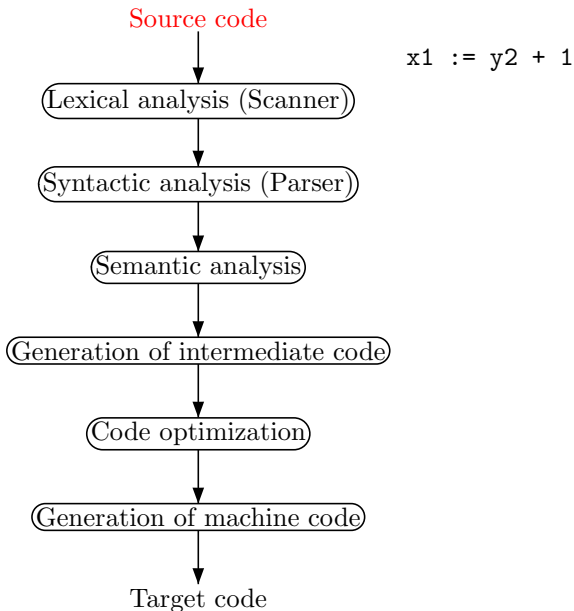 Source code
x1 := y2 + 1
Lexical analysis (Scanner)
Syntactic analysis (Parser)
Semantic analysis
Generation of intermediate code
Code optimization
Generation of machine code
Target code